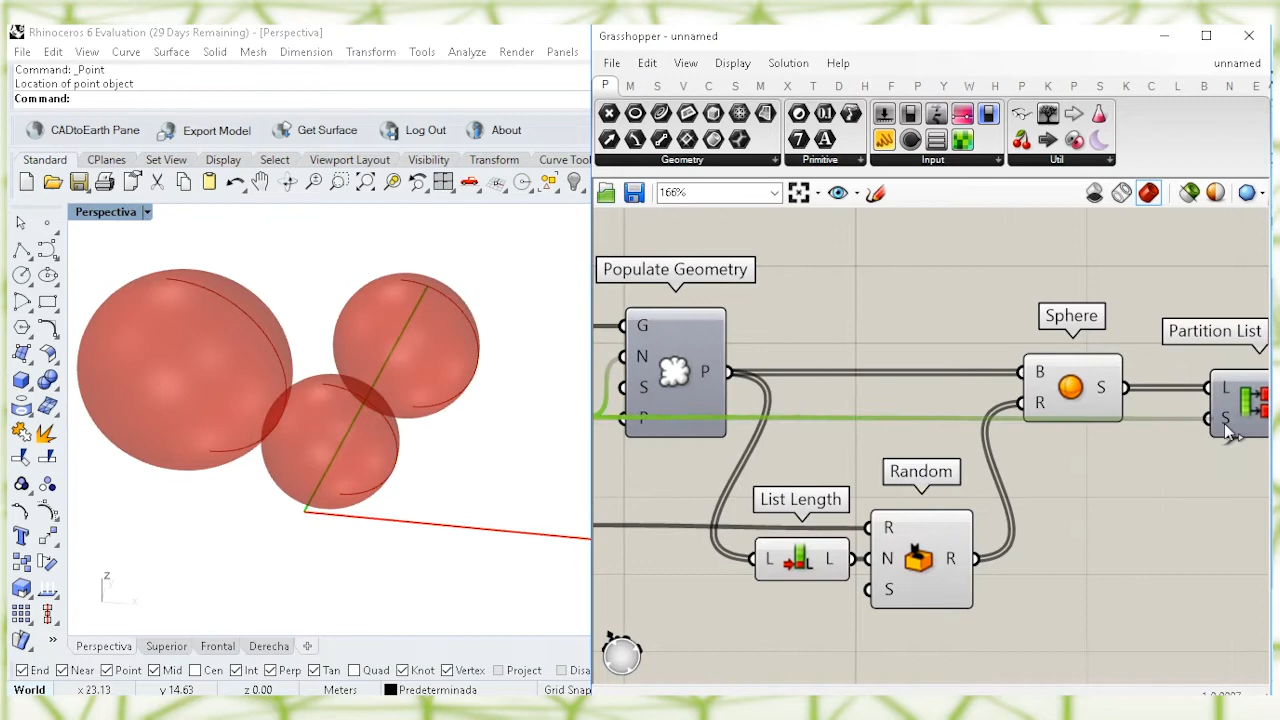 Rhinoceros 6 Evaluation (29 Days Remaining) - [Perspectiva]
File Edit View Curve Surface Solid Mesh Dimension Transform Tools Analyze Render Panels
Command: _Point
Location of point object
Command:
CADtoEarth Pane Export Model Get Surface Log Out About
Standard CPlanes Set View Display Select Viewport Layout Visibility Transform Curve Tool
Perspectiva
z
y
x
Perspectiva Superior Frontal Derecha
End Near Point Mid Cen Int Perp Tan Quad Knot Vertex Project Disa
World x 23.13 y 14.63 z 0.00 Meters Predeterminada Grid Snap
Grasshopper - unnamed
File Edit View Display Solution Help unnamed
P M S V C S M I T D X T D H F S A M P W H K P S K C L B N E
Geometry Primitive Input Util
166%
Populate Geometry
G
N
S
P
P
Sphere
B
R
S
Partition List
L
S
List Length
L L
Random
R
N
S
R